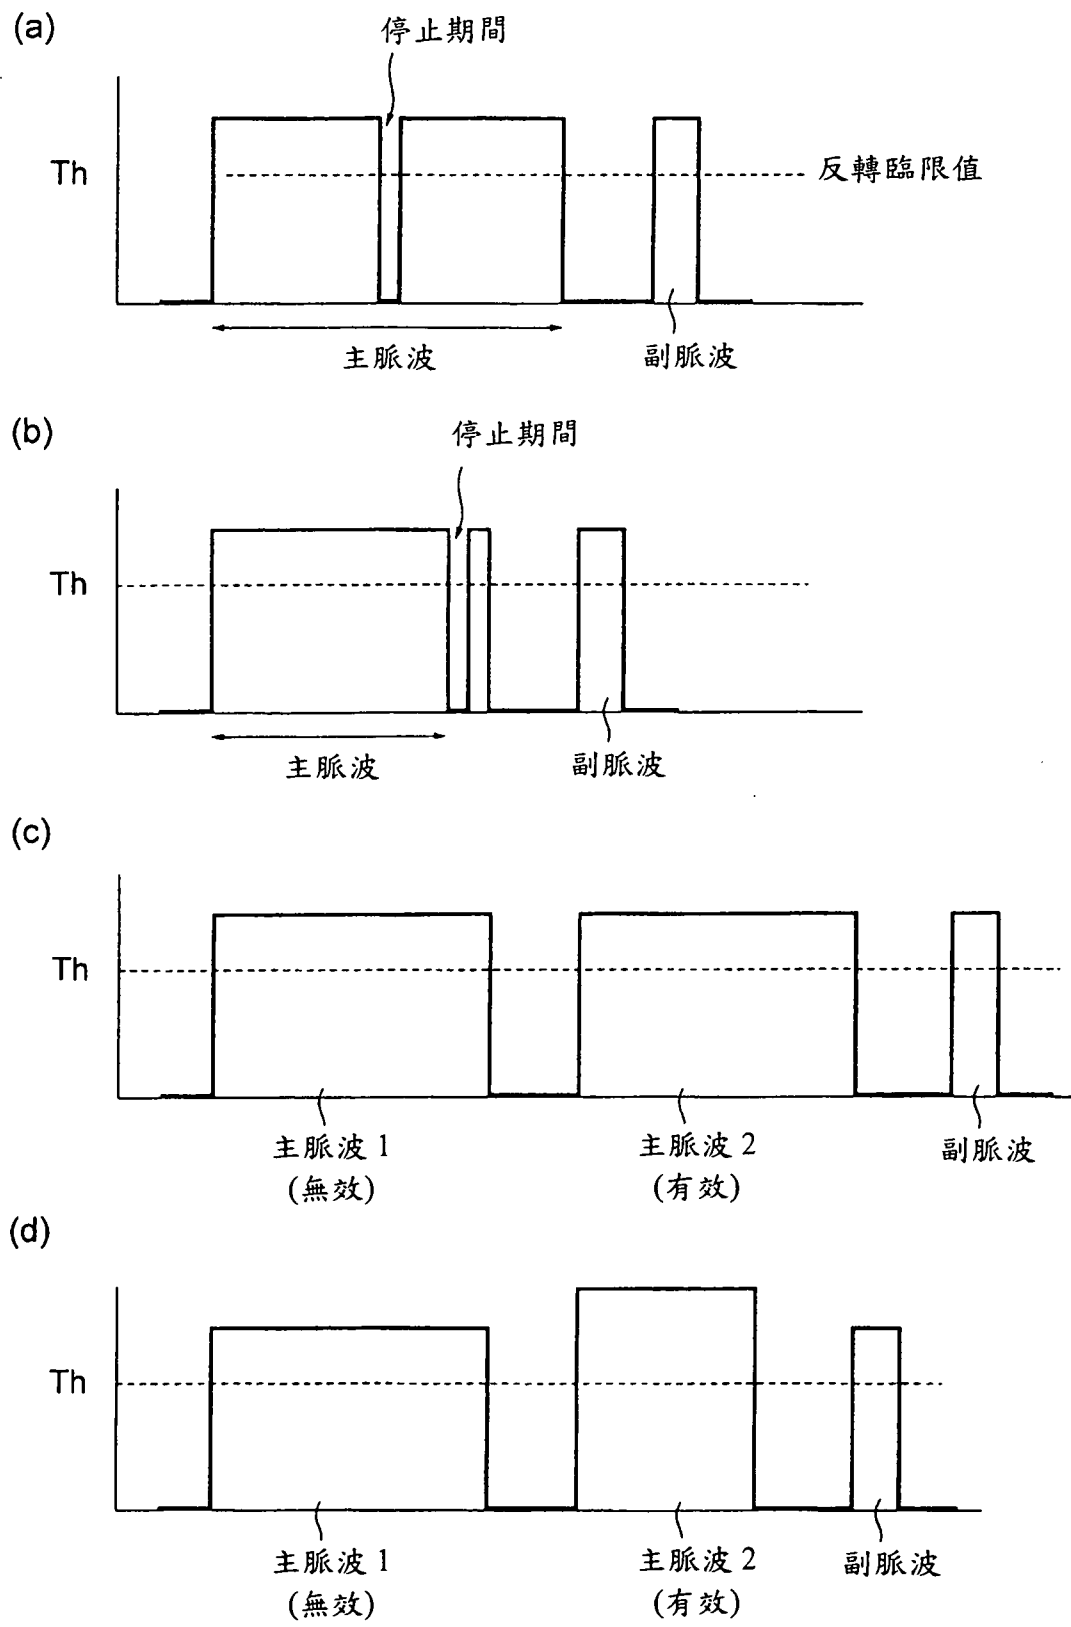 (a)
停止期間
Th
反轉臨限值
主脈波
副脈波
(b)
停止期間
Th
主脈波
副脈波
(c)
Th
主脈波 1
(無效)
主脈波 2
(有效)
副脈波
(d)
Th
主脈波 1
(無效)
主脈波 2
(有效)
副脈波